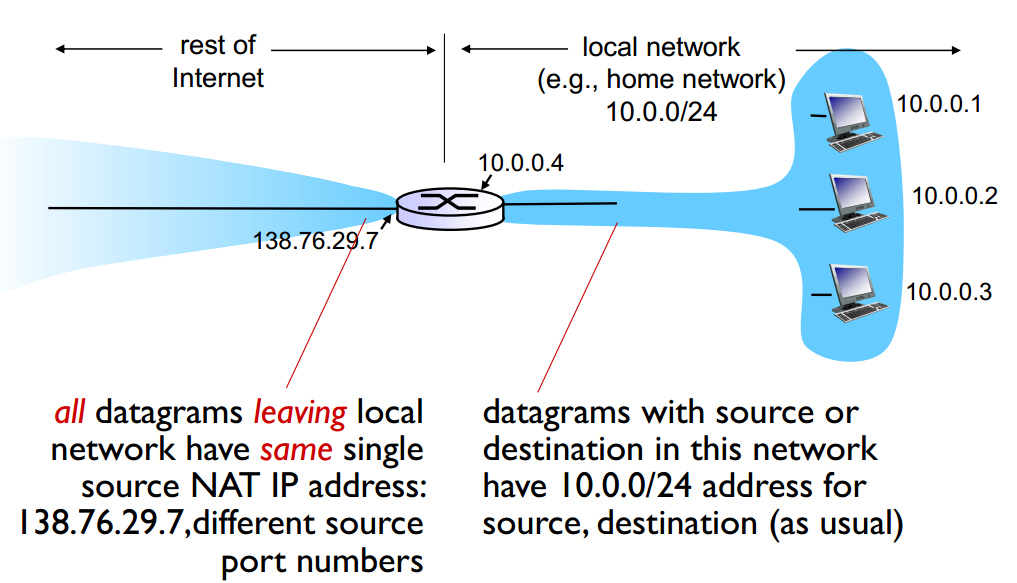 rest of
Internet
local network
(e.g., home network)
10.0.0/24
10.0.0.1
10.0.0.4
10.0.0.2
138.76.29.7
10.0.0.3
all datagrams leaving local
network have same single
source NAT IP address:
138.76.29.7,different source
port numbers
datagrams with source or
destination in this network
have 10.0.0/24 address for
source, destination (as usual)